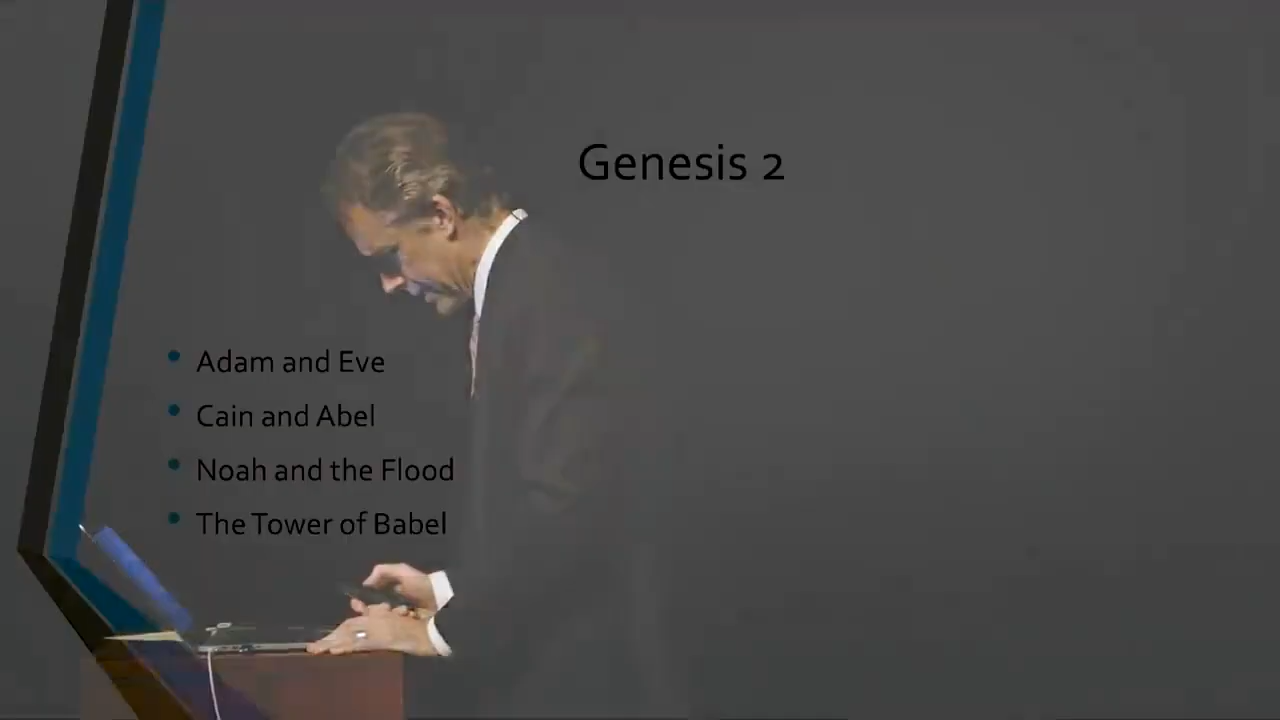 Genesis 2
Adam and Eve
Cain and Abel
Noah and the Flood
The Tower of Babel